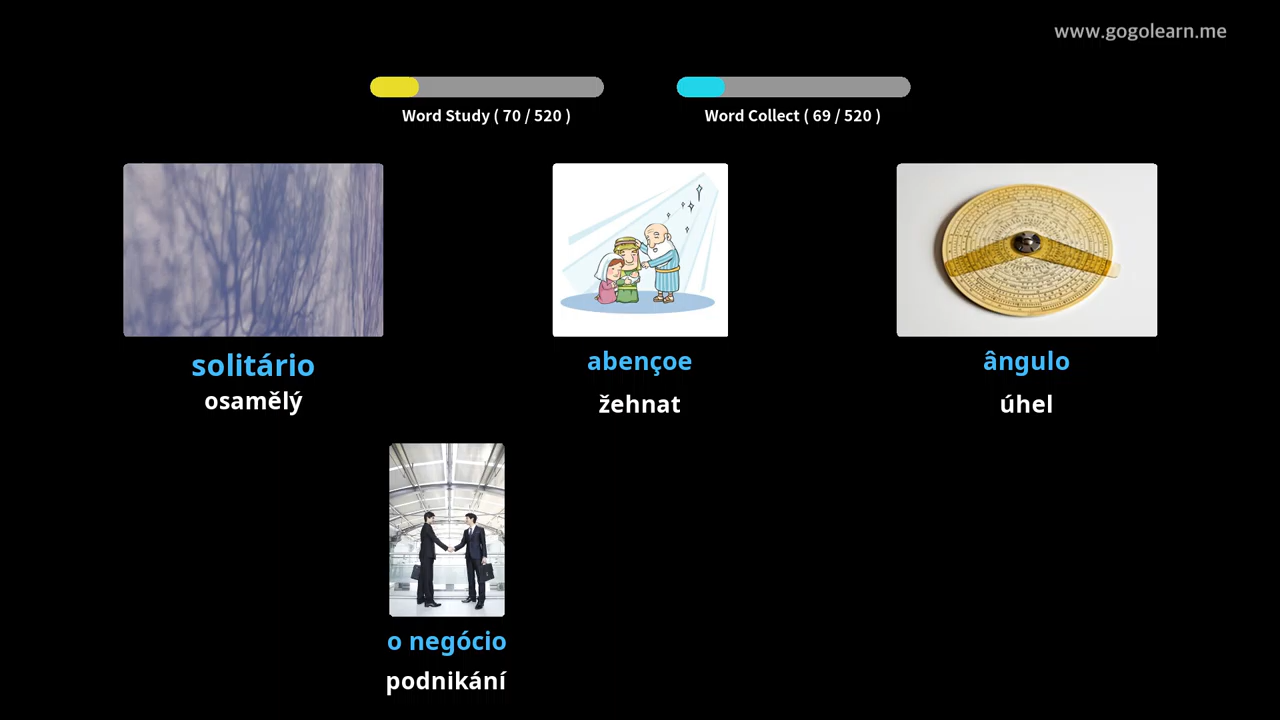 www.gogolearn.me
Word Study ( 70 / 520 )
Word Collect ( 69 / 520 )
solitário
osamělý
abençoe
žehnat
ângulo
úhel
o negócio
podnikání